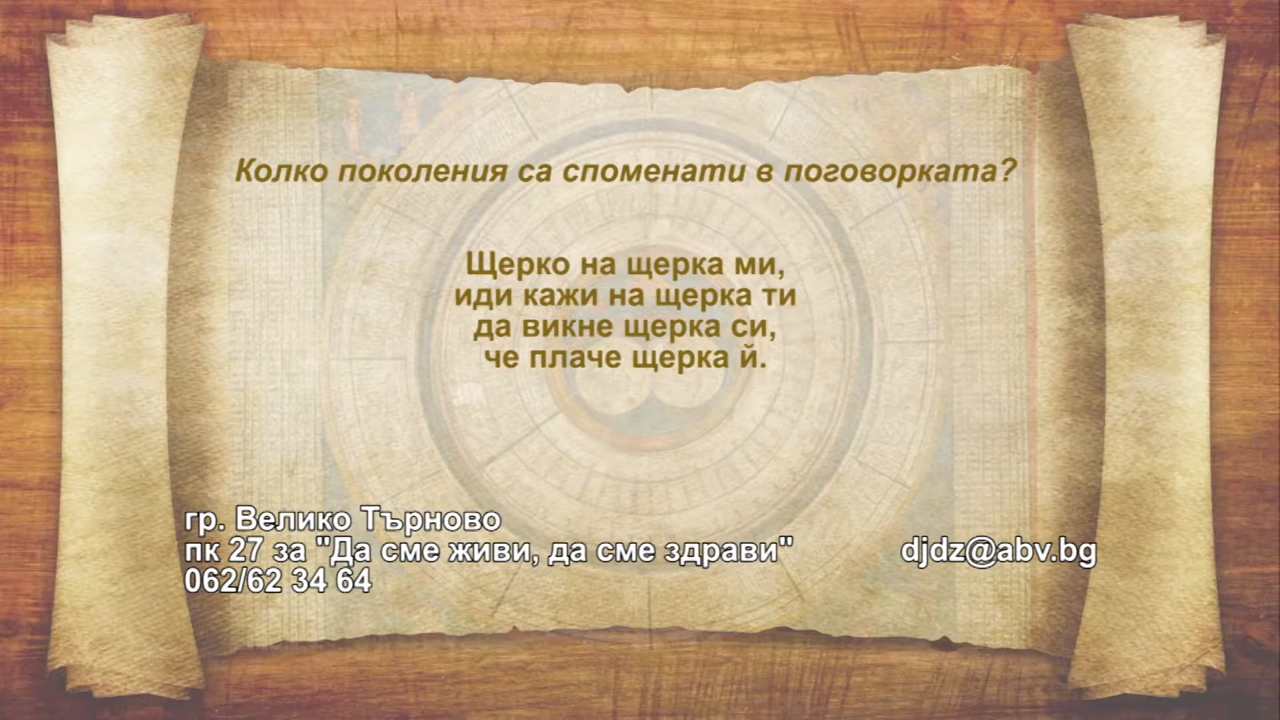 Колко поколения са споменати в поговорката?
Щерко на щерка ми,
иди кажи на щерка ти
да викне щерка си,
че плаче щерка й.
гр. Велико Търново
пк 27 за "Да сме живи, да сме здрави"
djdz@abv.bg
062/62 34 64